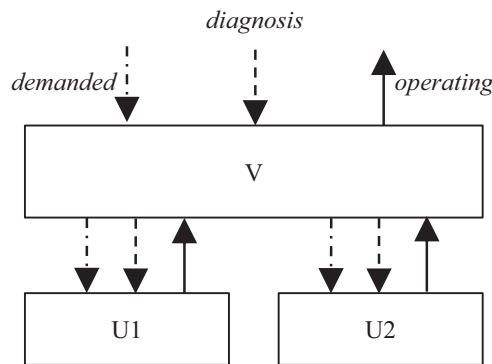 diagnosis
demanded
operating
V
U1
U2